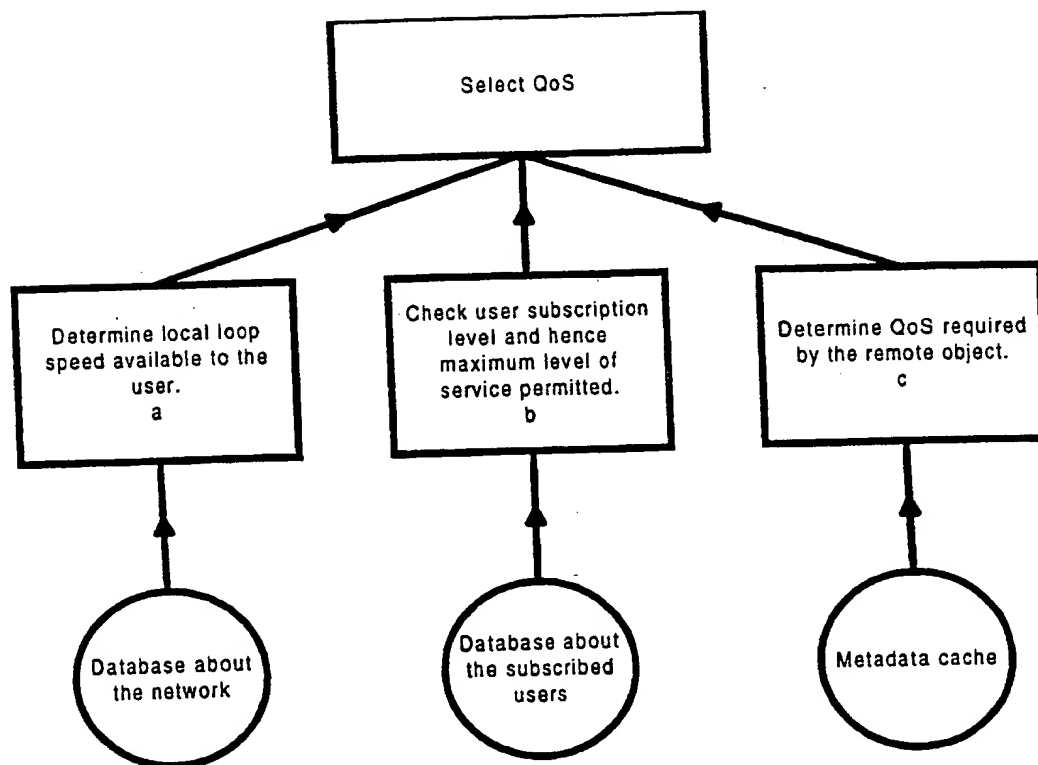 Select QoS
Determine local loop
speed available to the
user.
a
Check user subscription
level and hence
maximum level of
service permitted.
b
Determine QoS required
by the remote object.
c
Database about
the network
Database about
the subscribed
users
Metadata cache